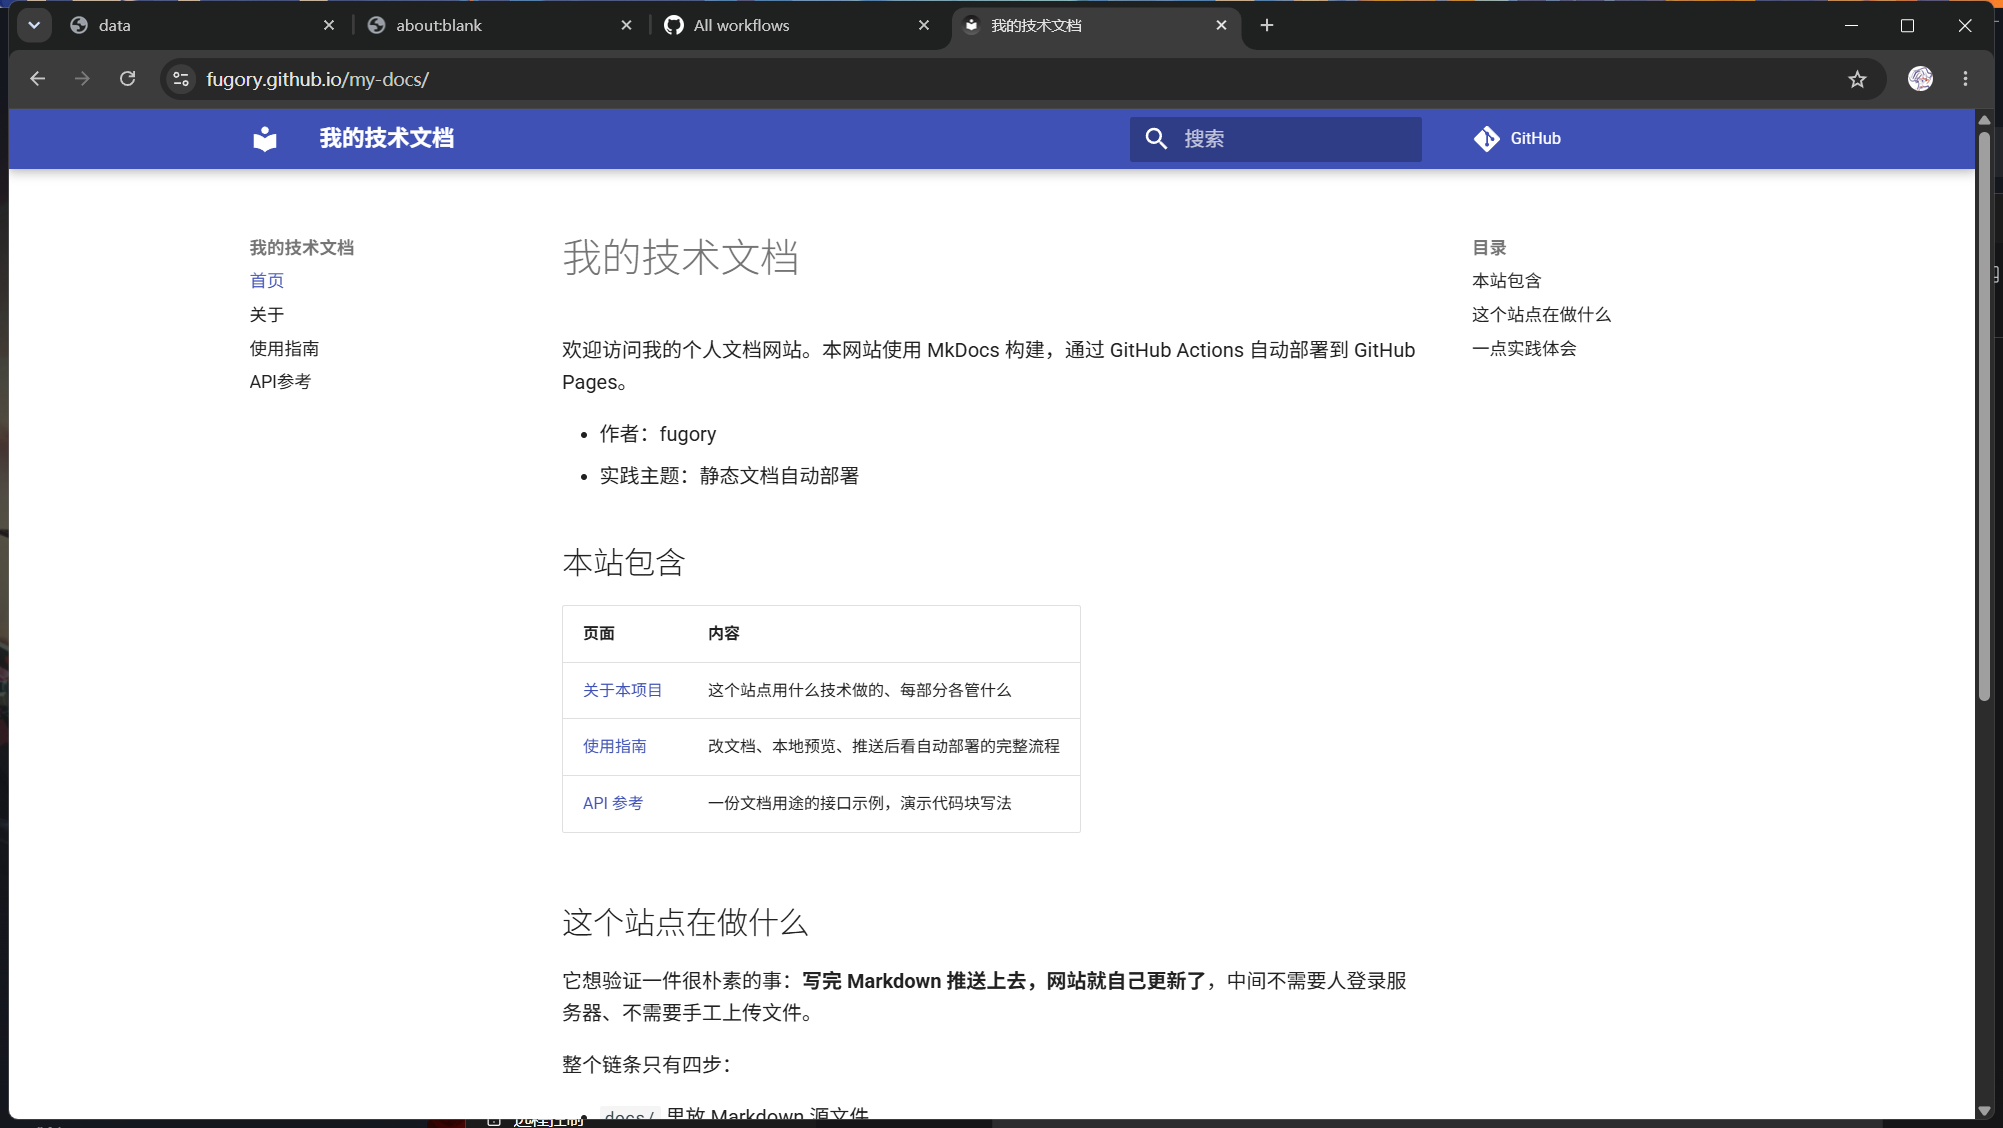 data
about:blank
All workflows
我的技术文档
fugory.github.io/my-docs/
我的技术文档
搜索
GitHub
我的技术文档
首页
关于
使用指南
API参考
我的技术文档
欢迎访问我的个人文档网站。本网站使用 MkDocs 构建，通过 GitHub Actions 自动部署到 GitHub
Pages。
作者：fugory
实践主题：静态文档自动部署
本站包含
页面 内容
关于本项目 这个站点用什么技术做的、每部分各管什么
使用指南 改文档、本地预览、推送后看自动部署的完整流程
API 参考 一份文档用途的接口示例，演示代码块写法
这个站点在做什么
它想验证一件很朴素的事：写完 Markdown 推送上去，网站就自己更新了，中间不需要人登录服
务器、不需要手工上传文件。
整个链条只有四步：
docs/ 里放 Markdown 源文件
目录
本站包含
这个站点在做什么
一点实践体会
远程控制